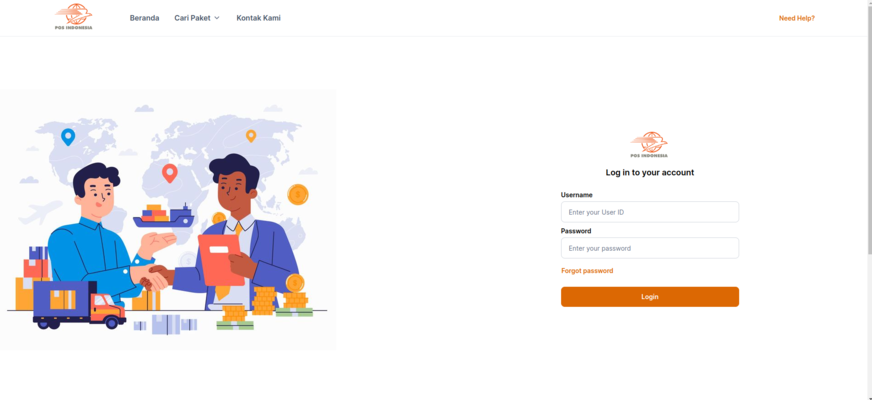 POS INDONESIA
Beranda
Cari Paket
Kontak Kami
Need Help?
POS INDONESIA
Log in to your account
Username
Enter your User ID
Password
Enter your password
Forgot password
Login